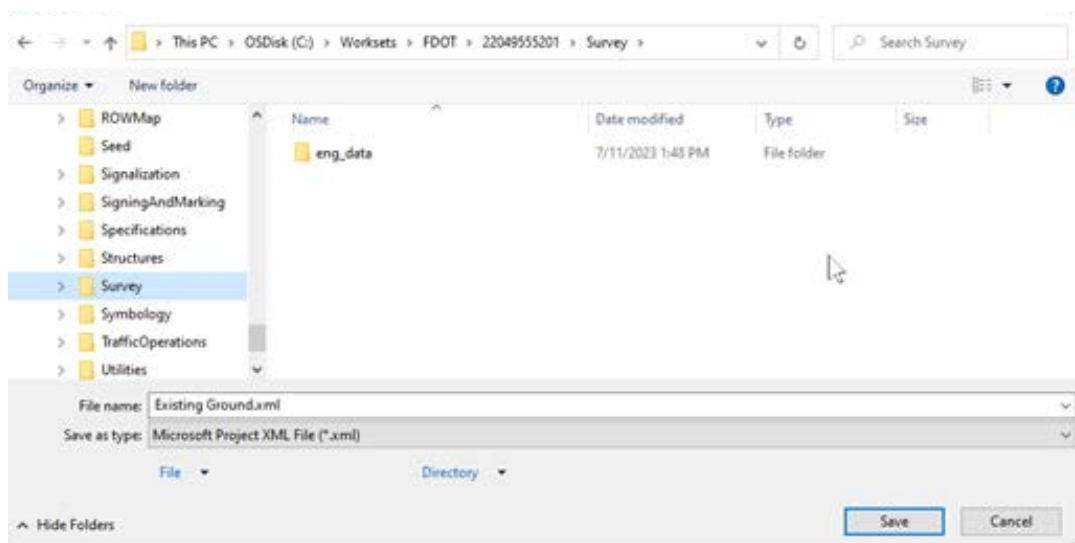 > This PC > OSDisk (C:) > Worksets > FDOT > 22049555201 > Survey >
Search Survey
Organize
New folder
ROWMap
Seed
Signalization
SigningAndMarking
Specifications
Structures
Survey
Symbology
TrafficOperations
Utilities
Name
Date modified
Type
Size
eng_data
7/11/2023 1:48 PM
File folder
File name: Existing Ground.xml
Save as type: Microsoft Project XML File (*.xml)
File
Directory
Hide Folders
Save
Cancel